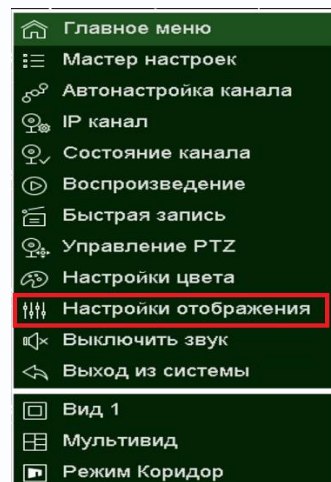 Главное меню
Мастер настроек
Автонастройка канала
IP канал
Состояние канала
Воспроизведение
Быстрая запись
Управление PTZ
Настройки цвета
Настройки отображения
Выключить звук
Выход из системы
Вид 1
Мультивид
Режим Коридор